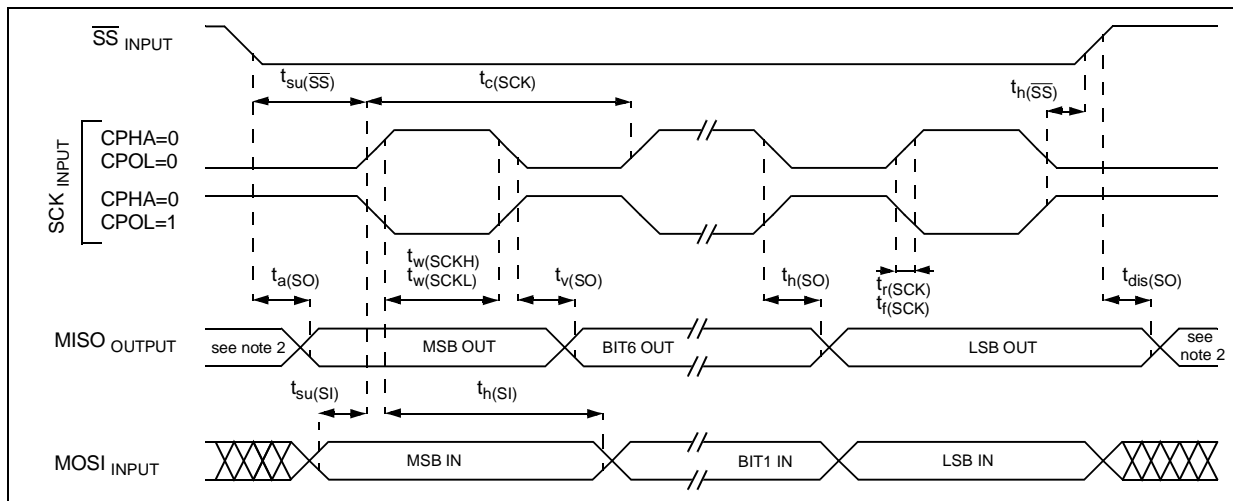 SS INPUT
tsu(SS)
tc(SCK)
th(SS)
SCK INPUT
CPHA=0
CPOL=0
CPHA=0
CPOL=1
ta(SO)
tw(SCKH)
tw(SCKL)
tv(SO)
th(SO)
tr(SCK)
tf(SCK)
tdis(SO)
MISO OUTPUT
see note 2
MSB OUT
BIT6 OUT
LSB OUT
see
note 2
tsu(SI)
th(SI)
MOSI INPUT
MSB IN
BIT1 IN
LSB IN